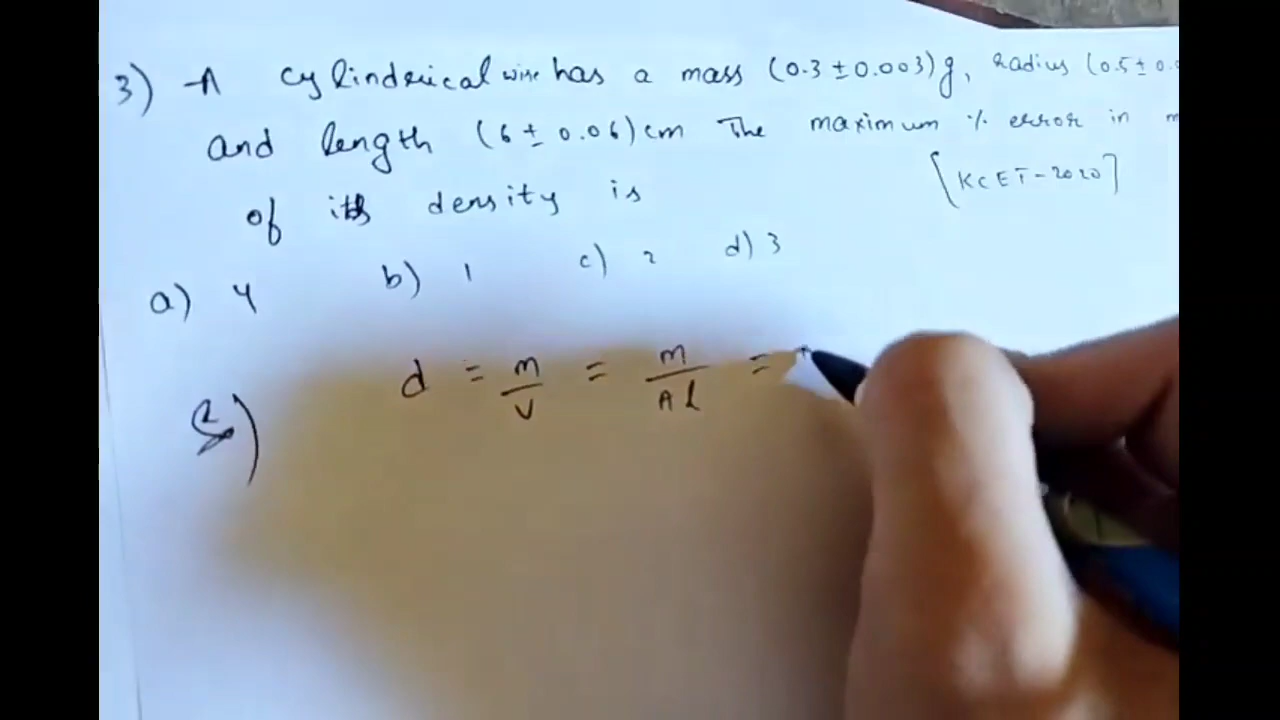 3) A cylindrical wire has a mass (0.3 ± 0.003)g, radius (0.5 ± 0.
and length (6 ± 0.06) cm The maximum % error in m
[KCET-2020]
of its density is
a) 4 b) 1 c) 2 d) 3
S) d = m/V = m/Al =